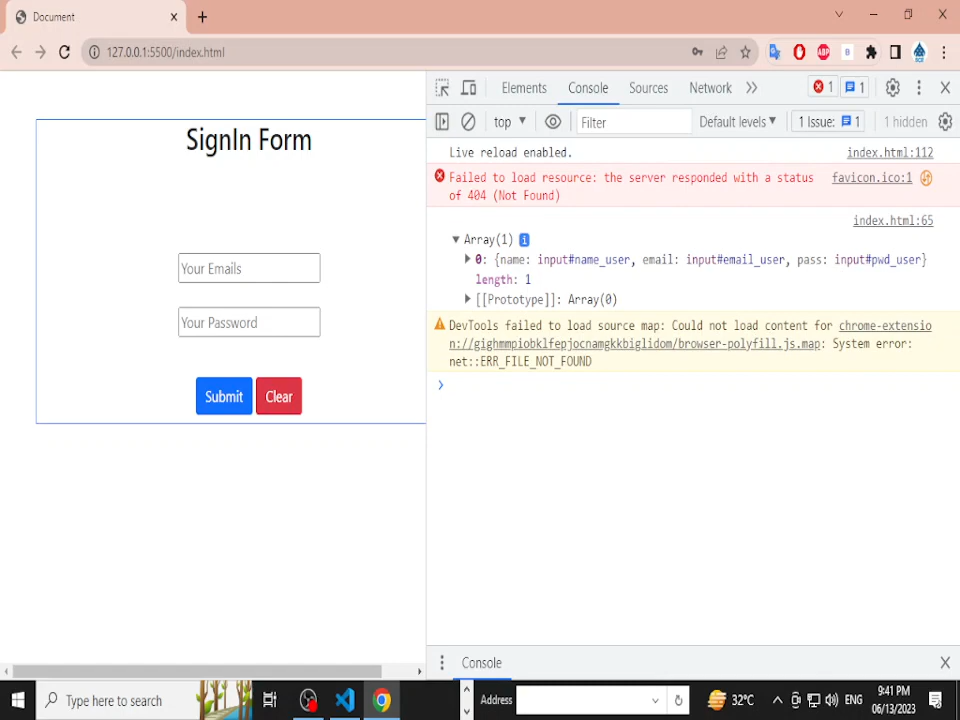 Document
127.0.0.1:5500/index.html
SignIn Form
Your Emails
Your Password
Submit Clear
Elements Console Sources Network 1 1
top Filter Default levels 1 Issue: 1 1 hidden
Live reload enabled. index.html:112
Failed to load resource: the server responded with a status favicon.ico:1
of 404 (Not Found)
index.html:65
Array(1) i
0: {name: input#name_user, email: input#email_user, pass: input#pwd_user}
length: 1
[[Prototype]]: Array(0)
DevTools failed to load source map: Could not load content for chrome-extensio
n://gighmmpiobklfepjocnamgkkbiglidom/browser-polyfill.js.map: System error:
net::ERR_FILE_NOT_FOUND
Console
Type here to search
Address
32°C
ENG
9:41 PM
06/13/2023